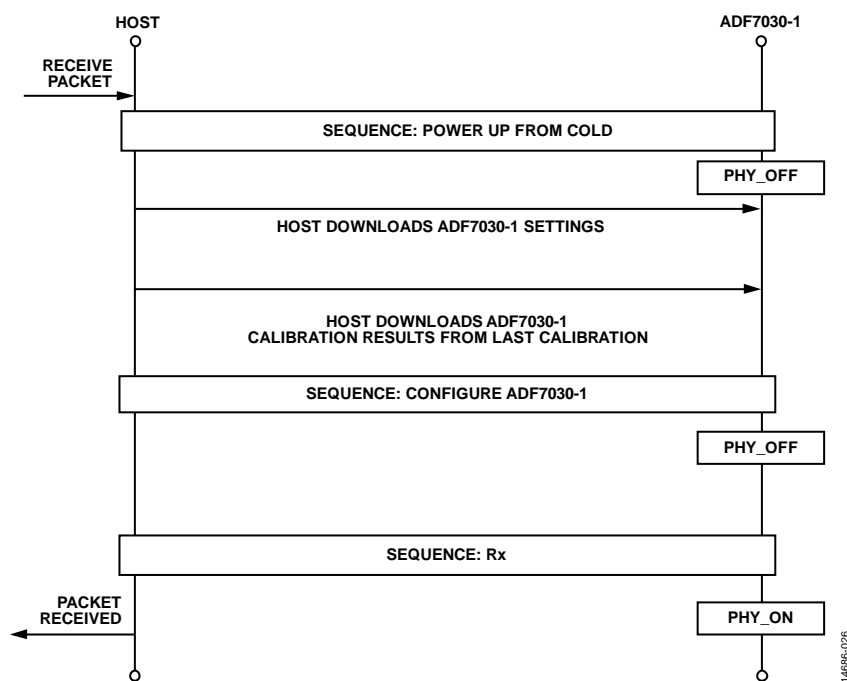 HOST
ADF7030-1
RECEIVE
PACKET
SEQUENCE: POWER UP FROM COLD
PHY_OFF
HOST DOWNLOADS ADF7030-1 SETTINGS
HOST DOWNLOADS ADF7030-1
CALIBRATION RESULTS FROM LAST CALIBRATION
SEQUENCE: CONFIGURE ADF7030-1
PHY_OFF
SEQUENCE: Rx
PACKET
RECEIVED
PHY_ON
14686-026